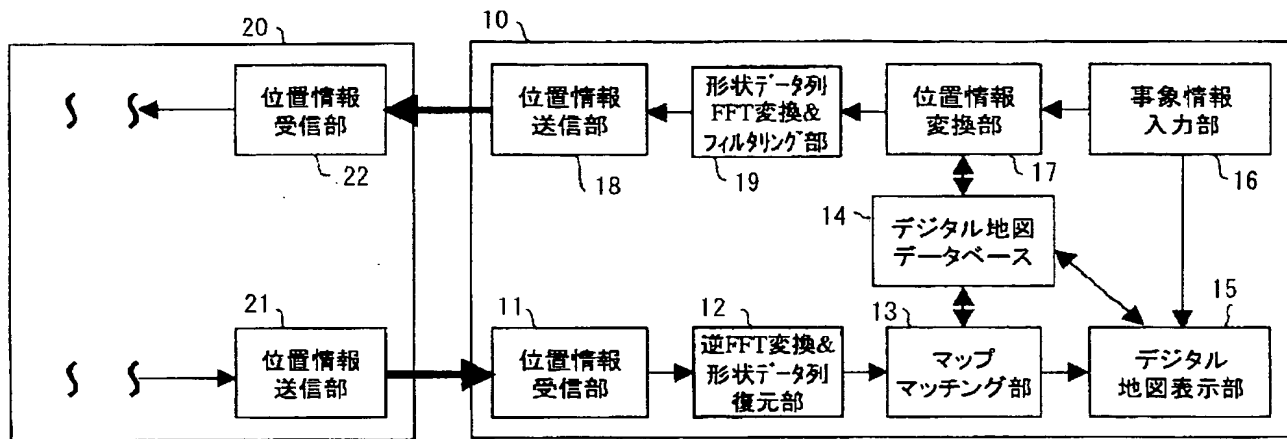 20
10
位置情報
受信部
22
位置情報
送信部
18
形状データ列
FFT変換&
フィルタリング部
19
位置情報
変換部
17
事象情報
入力部
16
14
デジタル地図
データベース
21
位置情報
送信部
11
位置情報
受信部
12
逆FFT変換&
形状データ列
復元部
13
マップ
マッチング部
15
デジタル
地図表示部